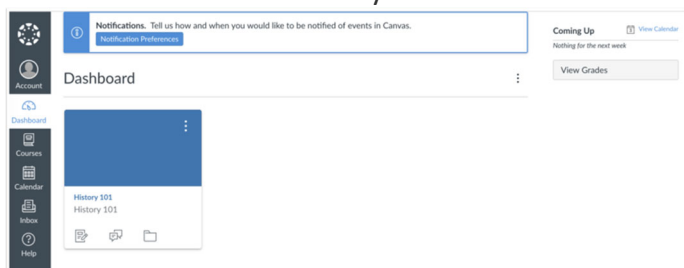 Account
Dashboard
Courses
Calendar
Inbox
Help
Notifications. Tell us how and when you would like to be notified of events in Canvas.
Notification Preferences
Dashboard
History 101
History 101
Coming Up
View Calendar
Nothing for the next week
View Grades